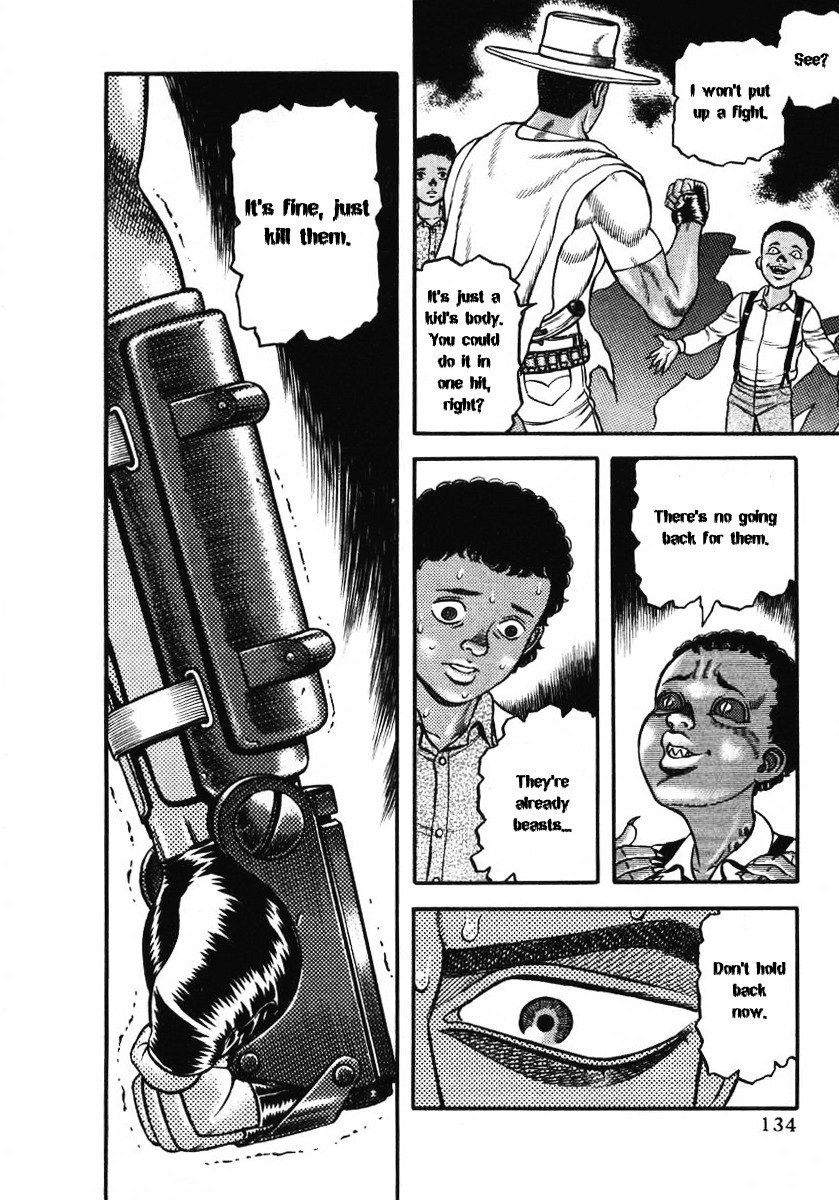 See?
I won't put
up a fight.
It's just a
kid's body.
You could
do it in
one hit,
right?
There's no going
back for them.
They're
already
beasts...
Don't hold
back
now.
It's fine, just
kill them.
134